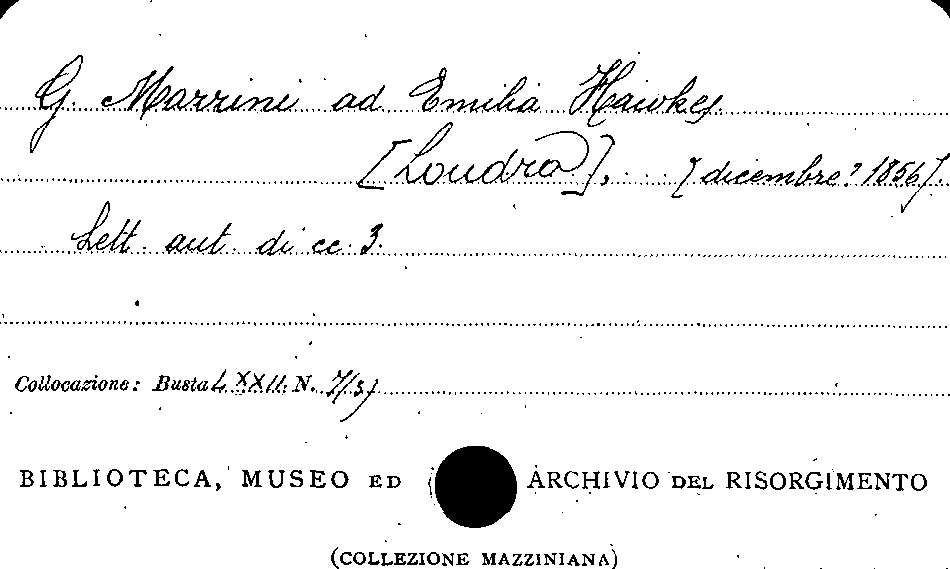 G. Mazzini ad Emilia Hawkes.
[Londra], ... [dicembre? 1856].
Lett. aut. di cc. 3.
Collocazione: Busta LXXII. N. 7/3)
BIBLIOTECA, MUSEO ED ARCHIVIO DEL RISORGIMENTO
(COLLEZIONE MAZZINIANA)